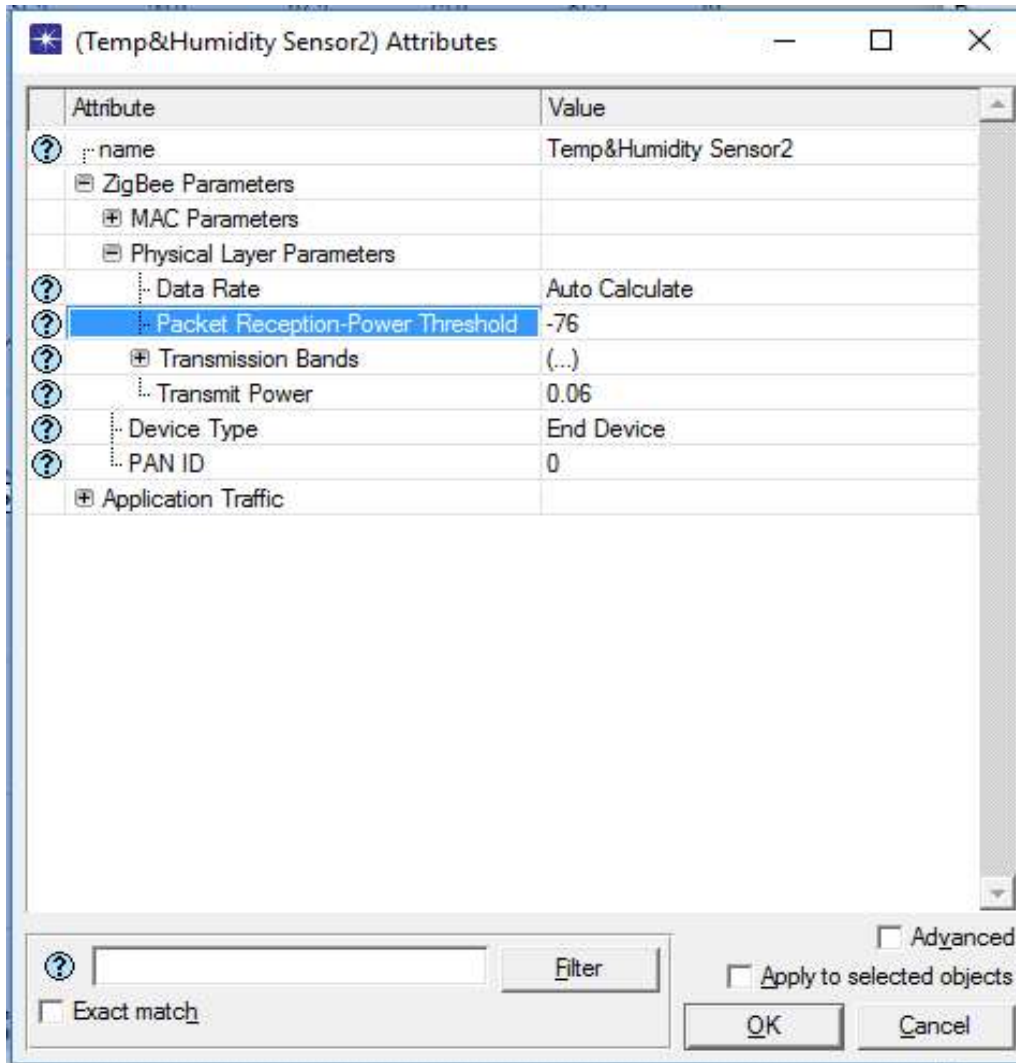 (Temp&Humidity Sensor2) Attributes
Attribute Value
name Temp&Humidity Sensor2
ZigBee Parameters
MAC Parameters
Physical Layer Parameters
Data Rate Auto Calculate
Packet Reception-Power Threshold -76
Transmission Bands (...)
Transmit Power 0.06
Device Type End Device
PAN ID 0
Application Traffic
Advanced
Filter
Apply to selected objects
Exact match
OK Cancel